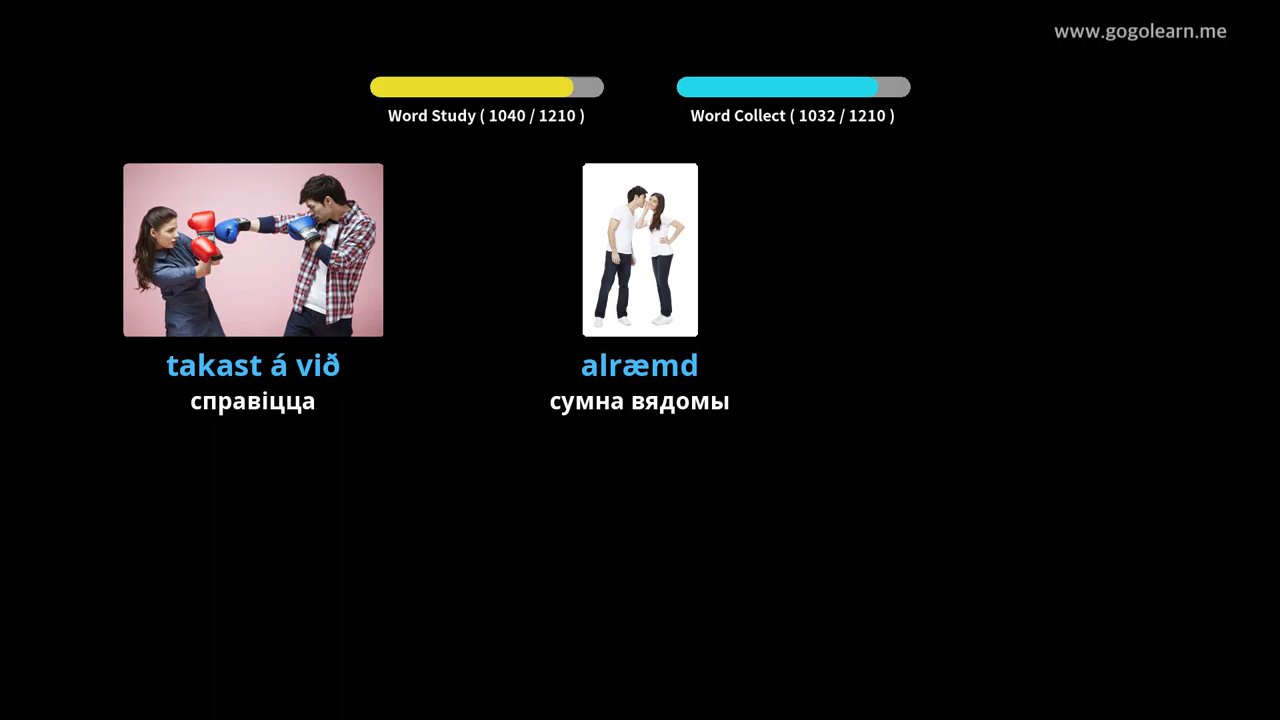 www.gogolearn.me
Word Study ( 1040 / 1210 )
Word Collect ( 1032 / 1210 )
takast á við
справіцца
alræmd
сумна вядомы